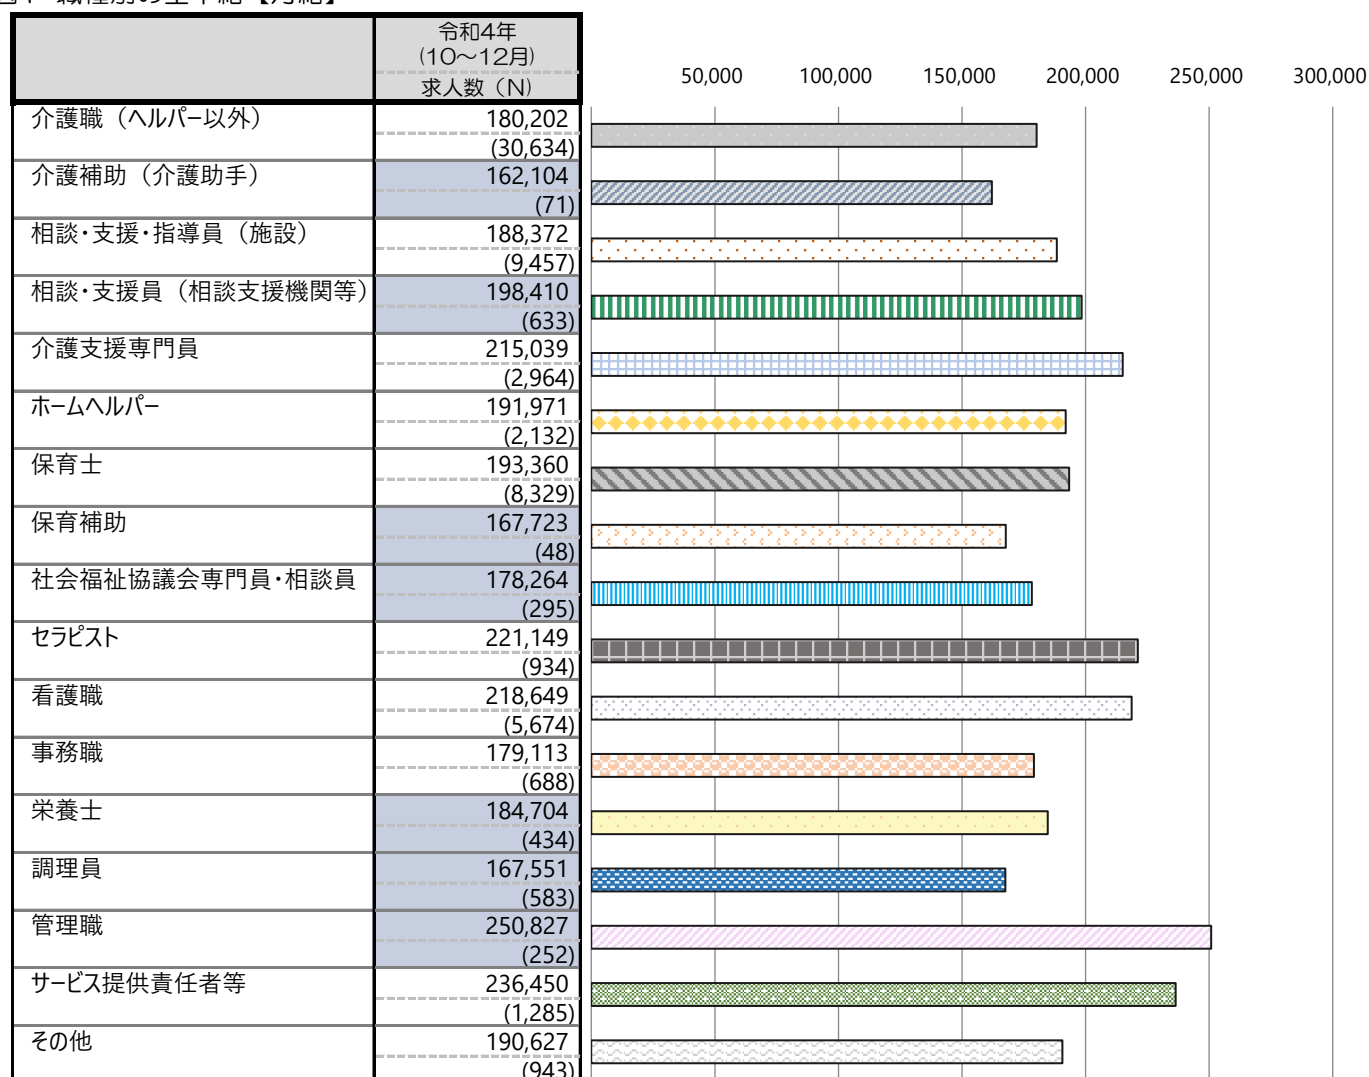 令和4年
(10～12月)
求人数（N）
50,000 100,000 150,000 200,000 250,000 300,000
介護職（ヘルパー以外） 180,202
(30,634)
介護補助（介護助手） 162,104
(71)
相談・支援・指導員（施設） 188,372
(9,457)
相談・支援員（相談支援機関等） 198,410
(633)
介護支援専門員 215,039
(2,964)
ホームヘルパー 191,971
(2,132)
保育士 193,360
(8,329)
保育補助 167,723
(48)
社会福祉協議会専門員・相談員 178,264
(295)
セラピスト 221,149
(934)
看護職 218,649
(5,674)
事務職 179,113
(688)
栄養士 184,704
(434)
調理員 167,551
(583)
管理職 250,827
(252)
サービス提供責任者等 236,450
(1,285)
その他 190,627
(943)